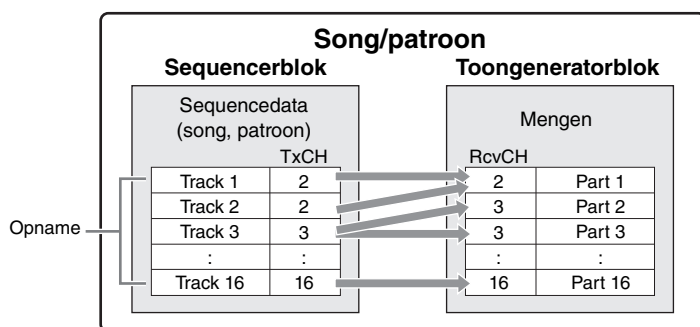 Song/patroon
Sequencerblok
Toongeneratorblok
Sequencedata
(song, patroon)
Mengen
TxCH
RcvCH
Track 1 2 2 Part 1
Track 2 2 3 Part 2
Track 3 3 3 Part 3
: : : :
Track 16 16 16 Part 16
Opname